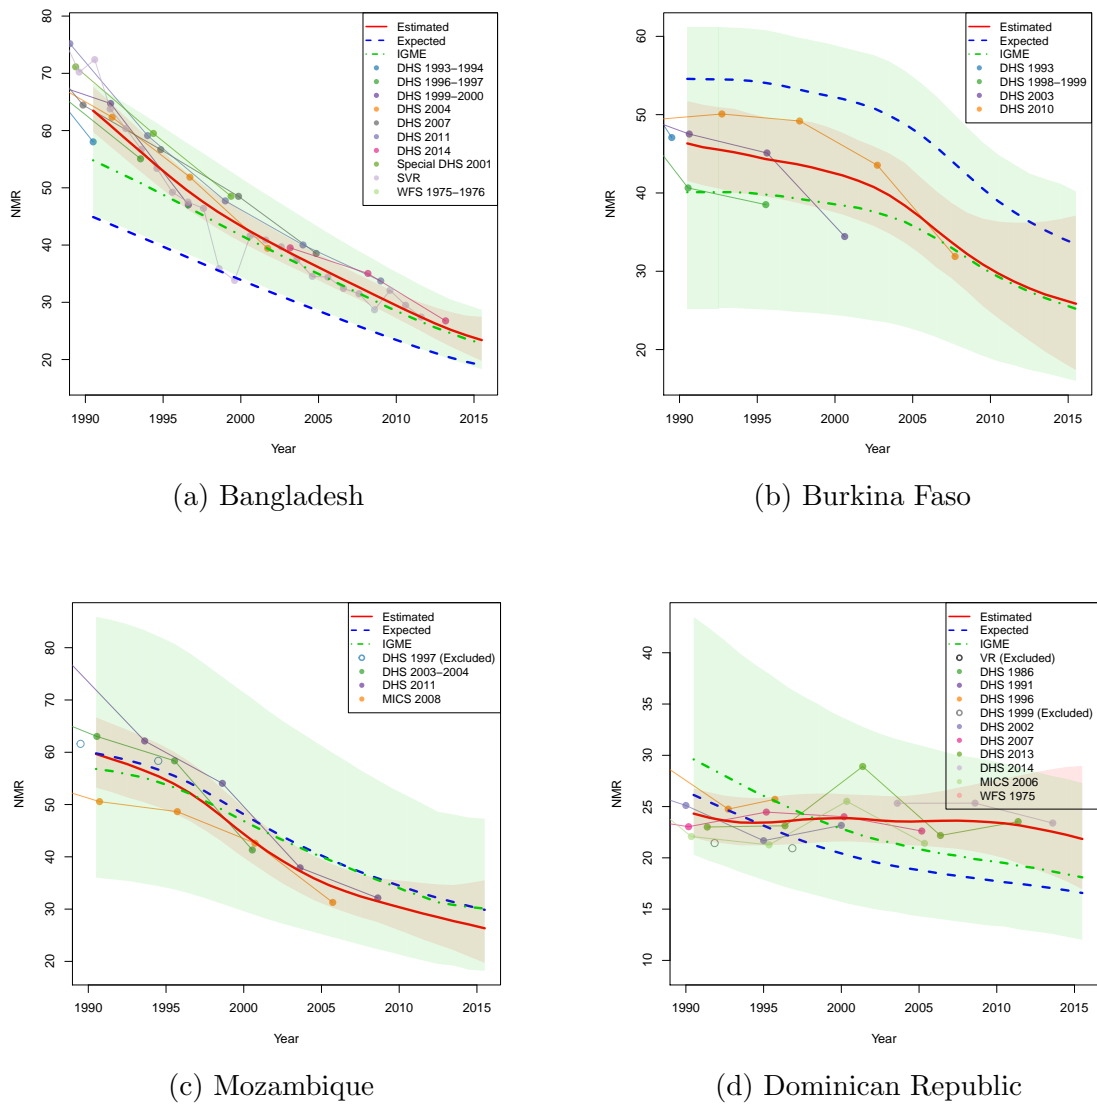 NMR
80
70
60
50
40
30
20
1990 1995 2000 2005 2010 2015
Year
Estimated
Expected
IGME
DHS 1993−1994
DHS 1996−1997
DHS 1999−2000
DHS 2004
DHS 2007
DHS 2011
DHS 2014
Special DHS 2001
SVR
WFS 1975−1976
(a) Bangladesh
NMR
60
50
40
30
20
1990 1995 2000 2005 2010 2015
Year
Estimated
Expected
IGME
DHS 1993
DHS 1998−1999
DHS 2003
DHS 2010
(b) Burkina Faso
NMR
80
70
60
50
40
30
20
1990 1995 2000 2005 2010 2015
Year
Estimated
Expected
IGME
DHS 1997 (Excluded)
DHS 2003−2004
DHS 2011
MICS 2008
(c) Mozambique
NMR
40
35
30
25
20
15
10
1990 1995 2000 2005 2010 2015
Year
Estimated
Expected
IGME
VR (Excluded)
DHS 1986
DHS 1991
DHS 1996
DHS 1999 (Excluded)
DHS 2002
DHS 2007
DHS 2013
DHS 2014
MICS 2006
WFS 1975
(d) Dominican Republic